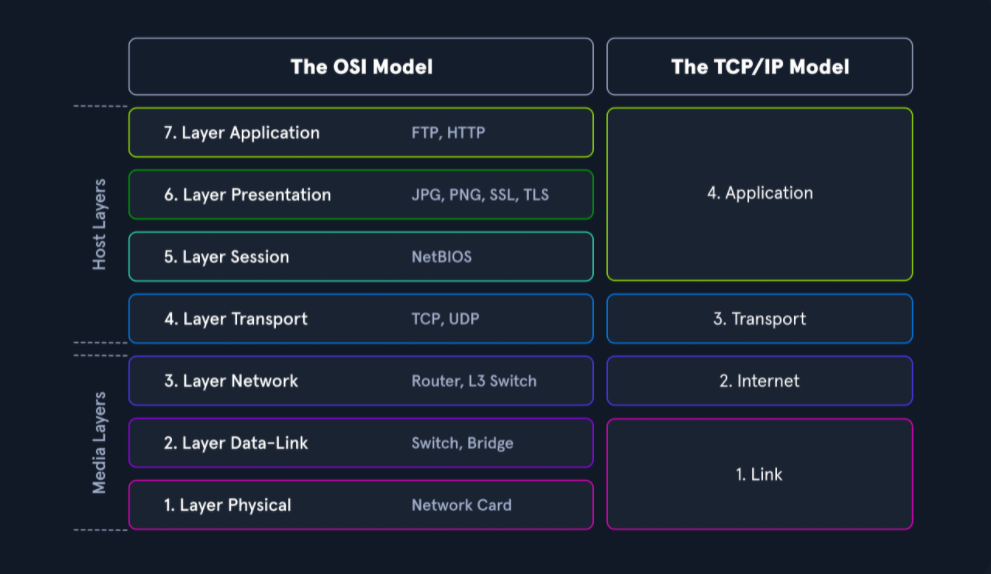 The OSI Model
The TCP/IP Model
Host Layers
7. Layer Application FTP, HTTP
6. Layer Presentation JPG, PNG, SSL, TLS
5. Layer Session NetBIOS
4. Application
4. Layer Transport TCP, UDP
3. Transport
Media Layers
3. Layer Network Router, L3 Switch
2. Internet
2. Layer Data-Link Switch, Bridge
1. Layer Physical Network Card
1. Link